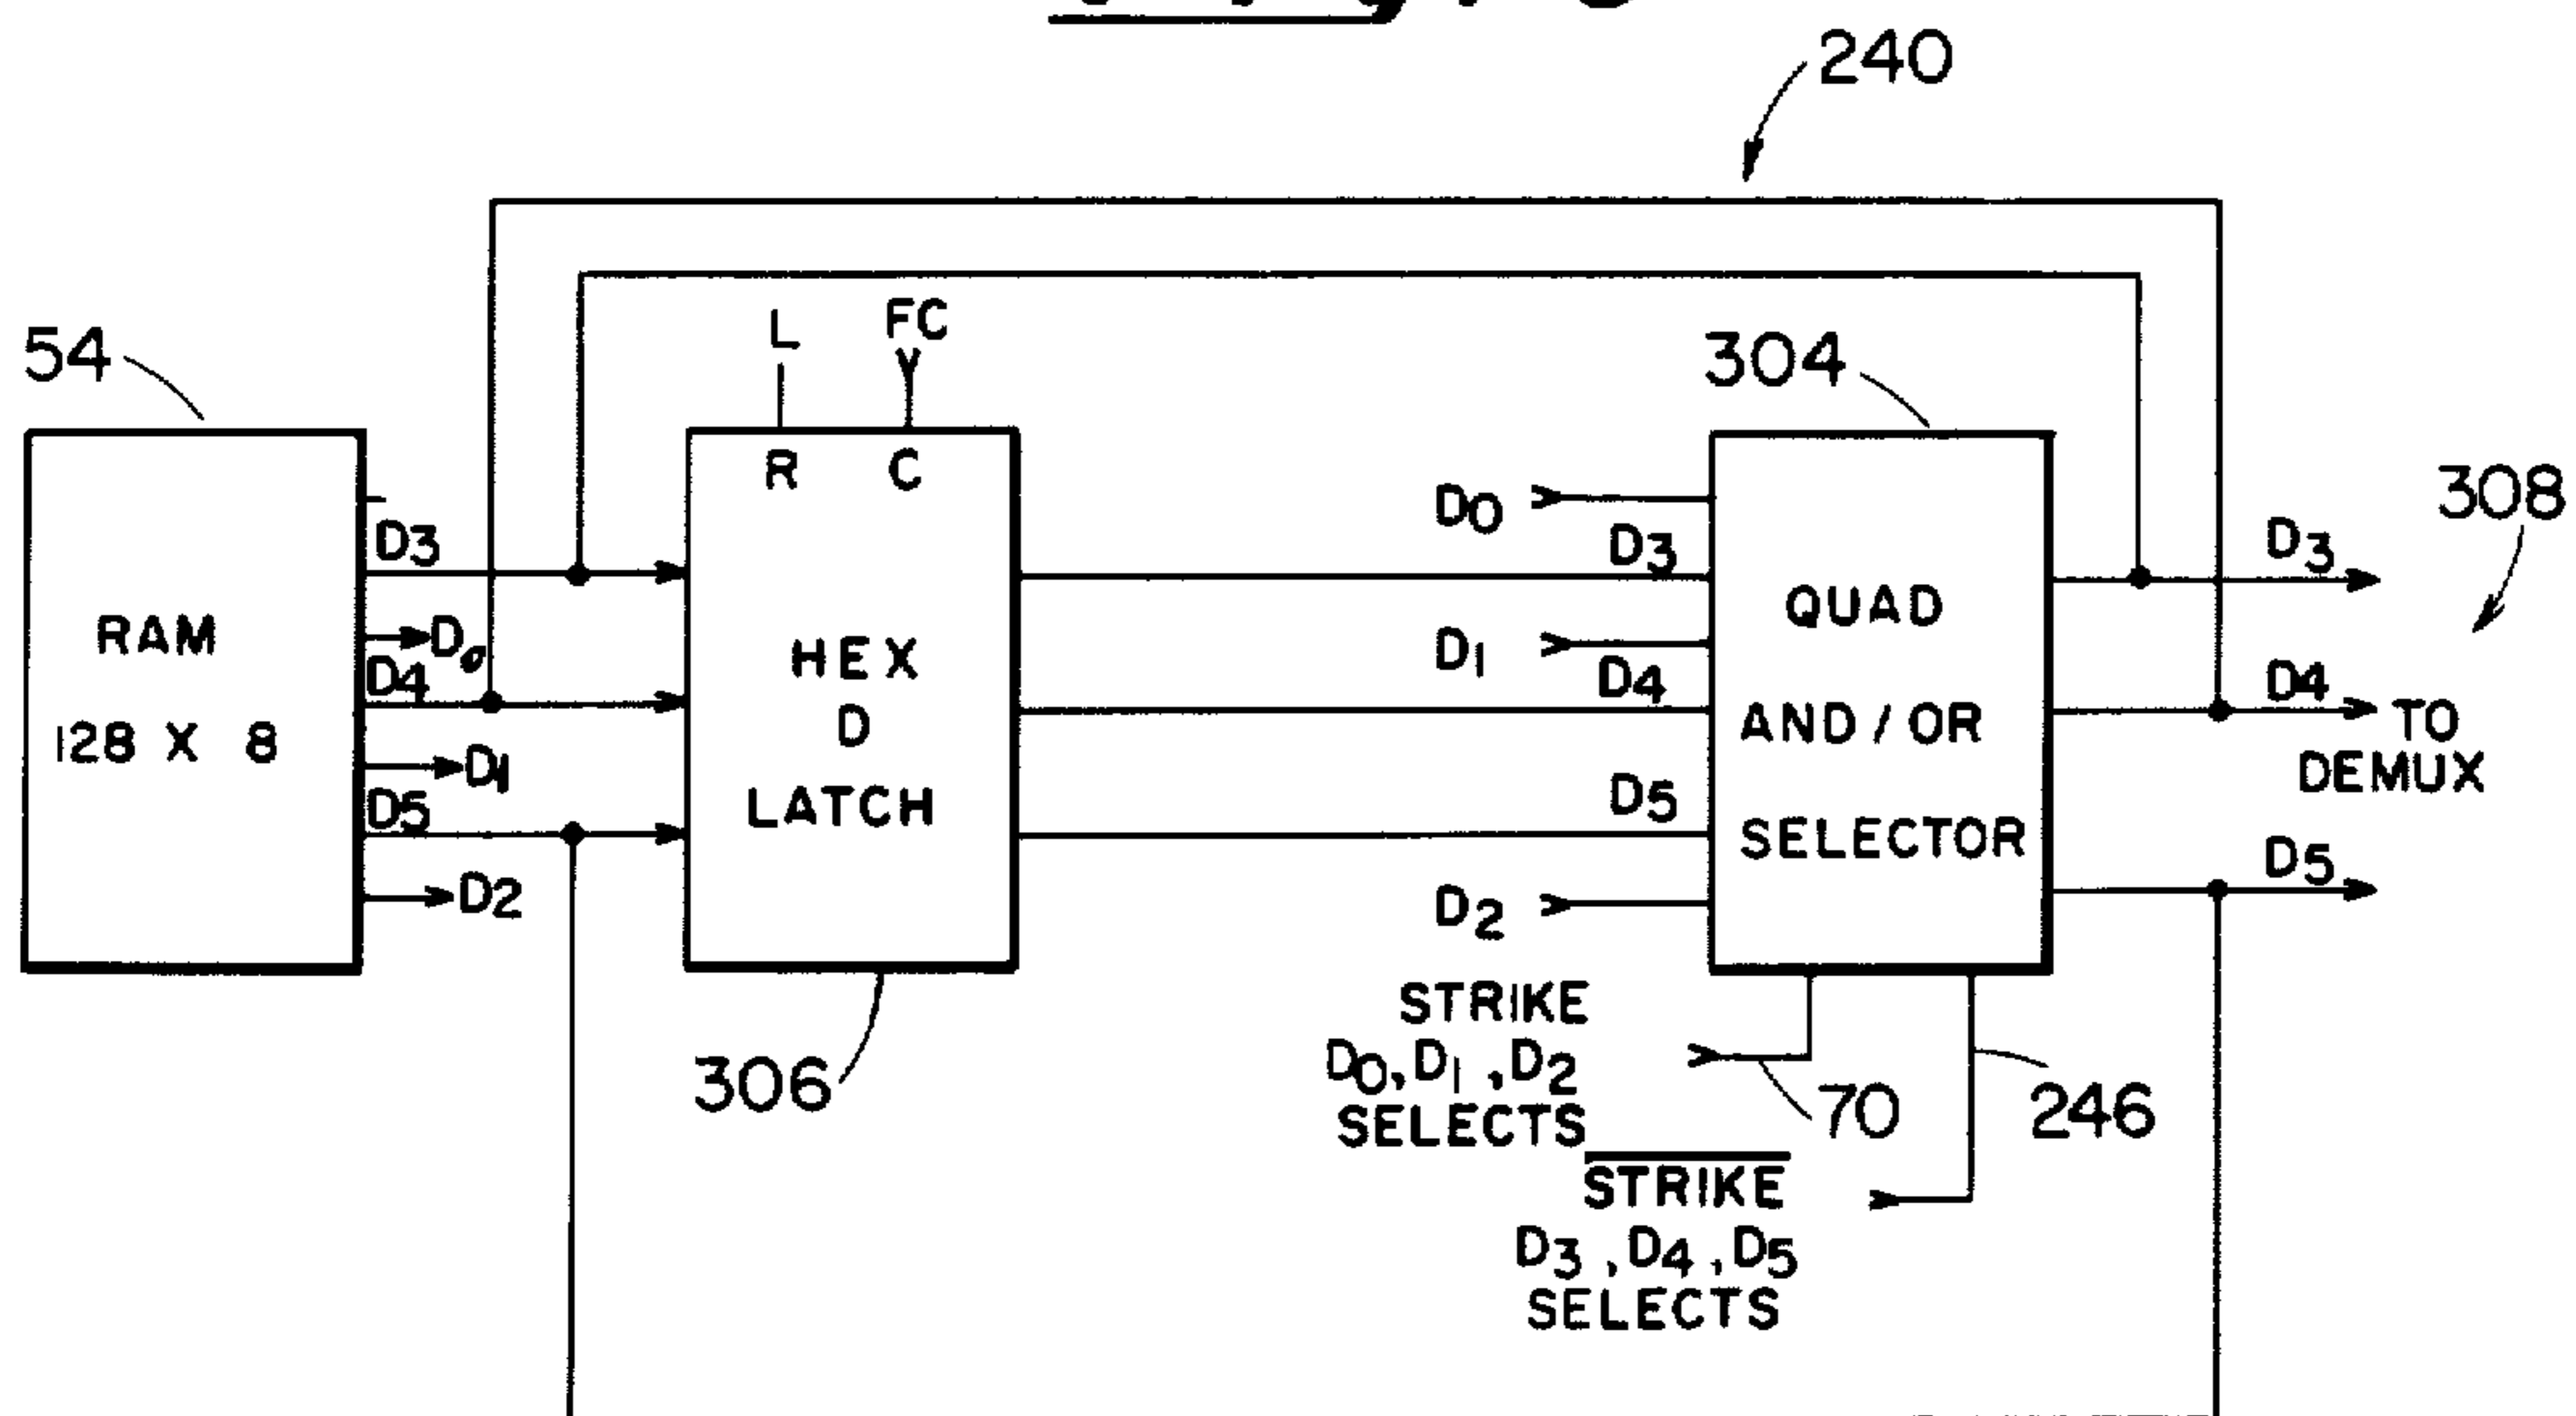 240
54
L
FC
304
308
R
C
D3
D0
D3
D3
RAM
128 X 8
D0
D4
D1
D5
D2
HEX
D
LATCH
D1
D4
D5
D2
QUAD
AND / OR
SELECTOR
D4
TO
DEMUX
D5
306
STRIKE
D0, D1, D2
SELECTS
70
246
STRIKE
D3, D4, D5
SELECTS